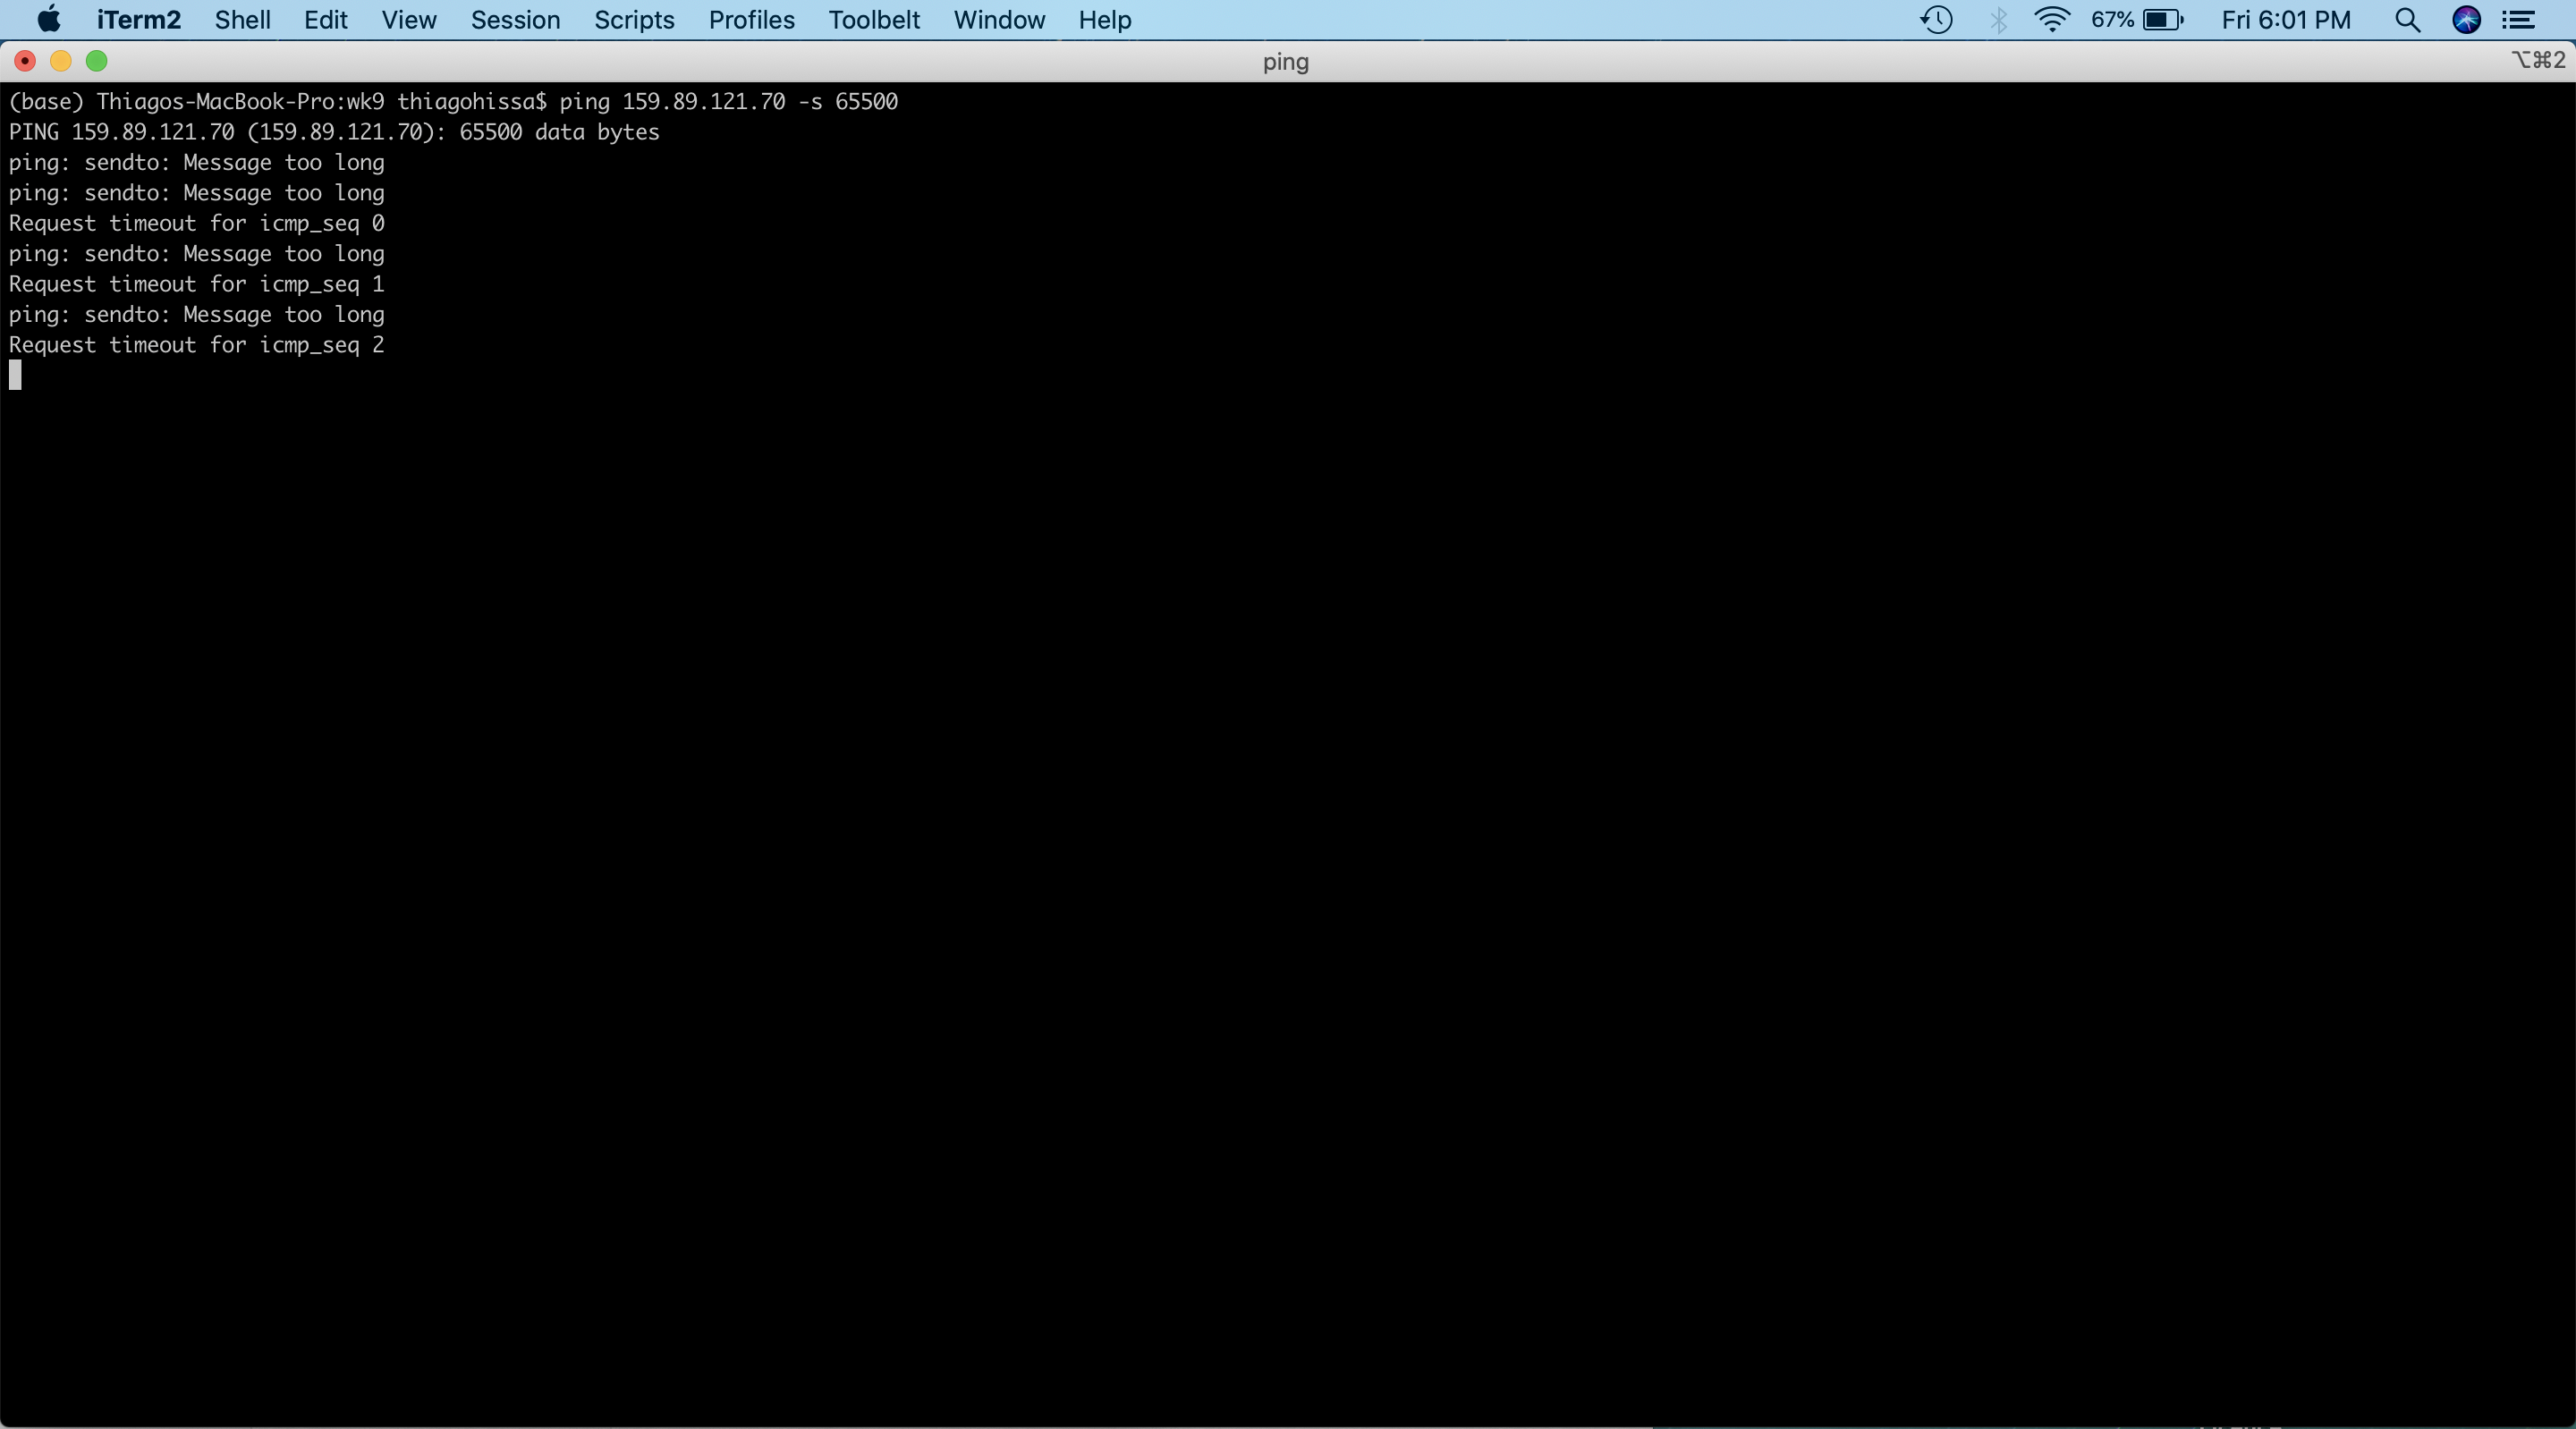 iTerm2 Shell Edit View Session Scripts Profiles Toolbelt Window Help 67% Fri 6:01 PM
ping ⌥⌘2
(base) Thiagos-MacBook-Pro:wk9 thiagohissa$ ping 159.89.121.70 -s 65500
PING 159.89.121.70 (159.89.121.70): 65500 data bytes
ping: sendto: Message too long
ping: sendto: Message too long
Request timeout for icmp_seq 0
ping: sendto: Message too long
Request timeout for icmp_seq 1
ping: sendto: Message too long
Request timeout for icmp_seq 2